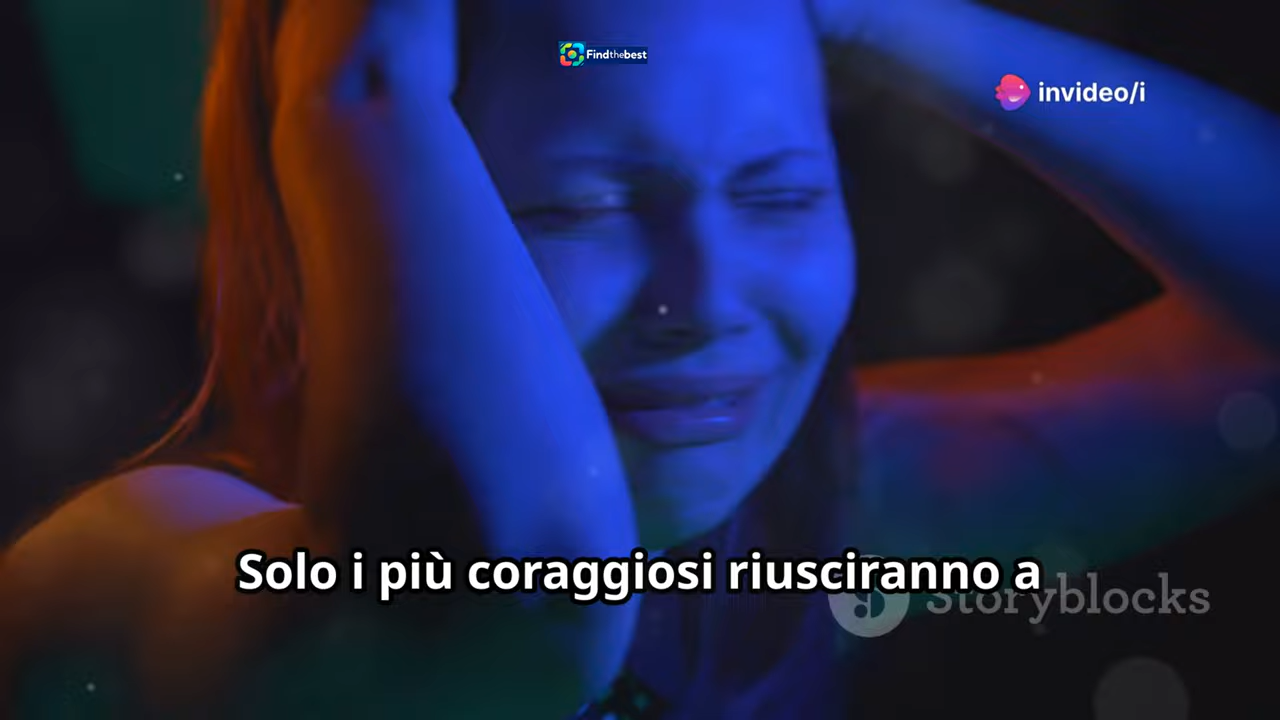 Findthebest
invideo/i
Solo i più coraggiosi riusciranno a
Storyblocks